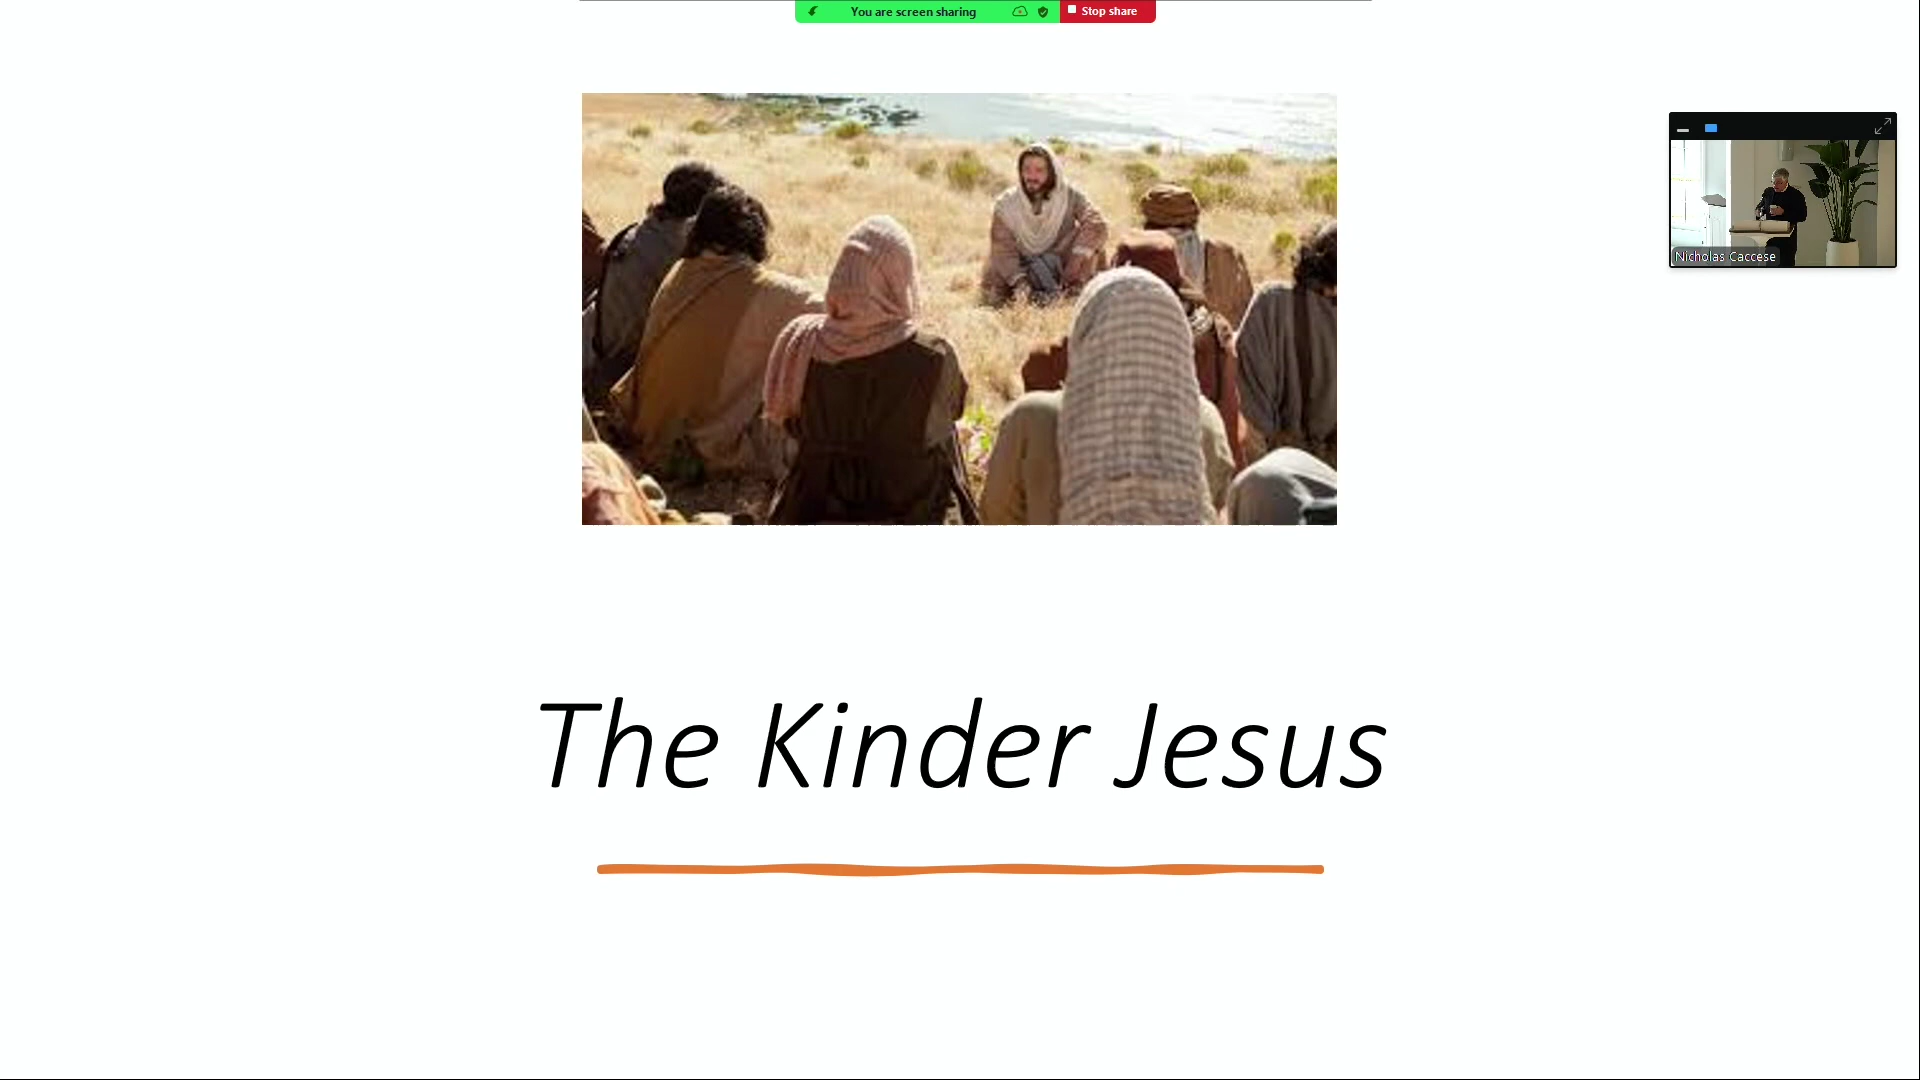 You are screen sharing
Stop share
Nicholas Caccese
The Kinder Jesus